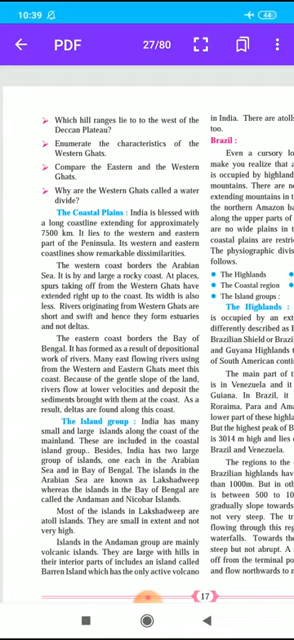 10:39
44
PDF
27/80
➤ Which hill ranges lie to to the west of the
Deccan Plateau?
➤ Enumerate the characteristics of the
Western Ghats.
➤ Compare the Eastern and the Western
Ghats.
➤ Why are the Western Ghats called a water
divide?
The Coastal Plains : India is blessed with
a long coastline extending for approximately
7500 km. It lies to the western and eastern
part of the Peninsula. Its western and eastern
coastlines show remarkable dissimilarities.
The western coast borders the Arabian
Sea. It is by and large a rocky coast. At places,
spurs taking off from the Western Ghats have
extended right up to the coast. Its width is also
less. Rivers originating from Western Ghats are
short and swift and hence they form estuaries
and not deltas.
The eastern coast borders the Bay of
Bengal. It has formed as a result of depositional
work of rivers. Many east flowing rivers using
from the Western and Eastern Ghats meet this
coast. Because of the gentle slope of the land,
rivers flow at lower velocities and deposit the
sediments brought with them at the coast. As a
result, deltas are found along this coast.
The Island group : India has many
small and large islands along the coast of the
mainland. These are included in the coastal
island group.. Besides, India has two large
group of islands, one each in the Arabian
Sea and in Bay of Bengal. The islands in the
Arabian Sea are known as Lakshadweep
whereas the islands in the Bay of Bengal are
called the Andaman and Nicobar Islands.
Most of the islands in Lakshadweep are
atoll islands. They are small in extent and not
very high.
Islands in the Andaman group are mainly
volcanic islands. They are large with hills in
their interior parts of includes an island called
Barren Island which has the only active volcano
in India. There are atolls
too.
Brazil :
Even a cursory lo
make you realize that a
is occupied by highland
mountains. There are no
extending mountains in t
the northern Amazon ba
along the upper parts of
are no wide plains in t
coastal plains are restri
The physiographic divis
follows.
• The Highlands
• The Coastal region
• The Island group :
The Highlands :
is occupied by an ext
differently described as B
Brazilian Shield or Brazil
and Guyana Highlands t
of South American conti
The main part of t
is in Venezuela and it
Guiana. In Brazil, it
Roraima, Para and Ama
lower part of these highla
But the highest peak of B
is 3014 m high and lies o
Brazil and Venezuela.
The regions to the
Brazilian highlands hav
than 1000m. But in oth
is between 500 to 10
gradually slope towards
not very steep. The tr
flowing through this reg
waterfalls. Towards the
steep but not abrupt. A
off from the terminal po
and flow northwards to m
17